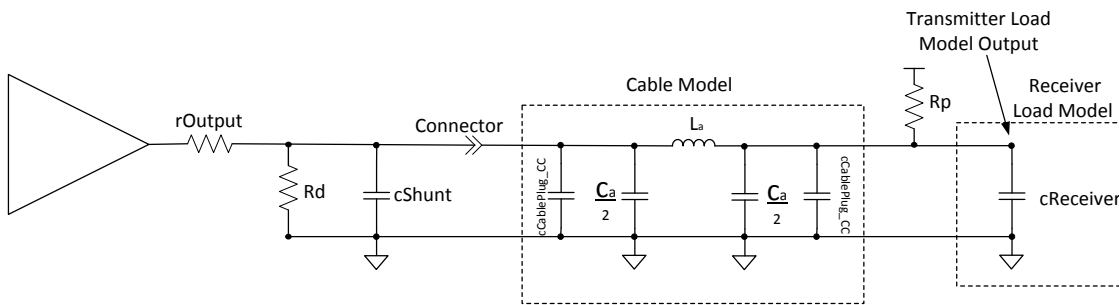 Transmitter Load
Model Output
Cable Model
Receiver
Load Model
Rp
rOutput
Connector
La
Rd
cShunt
cCablePlug_CC
Ca
2
Ca
2
cCablePlug_CC
cReceiver